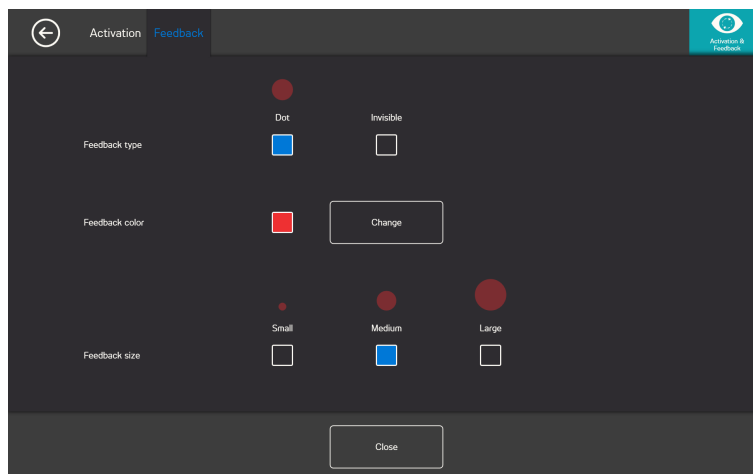 Activation Feedback
Activation &
Feedback
Dot Invisible
Feedback type
Feedback color Change
Small Medium Large
Feedback size
Close